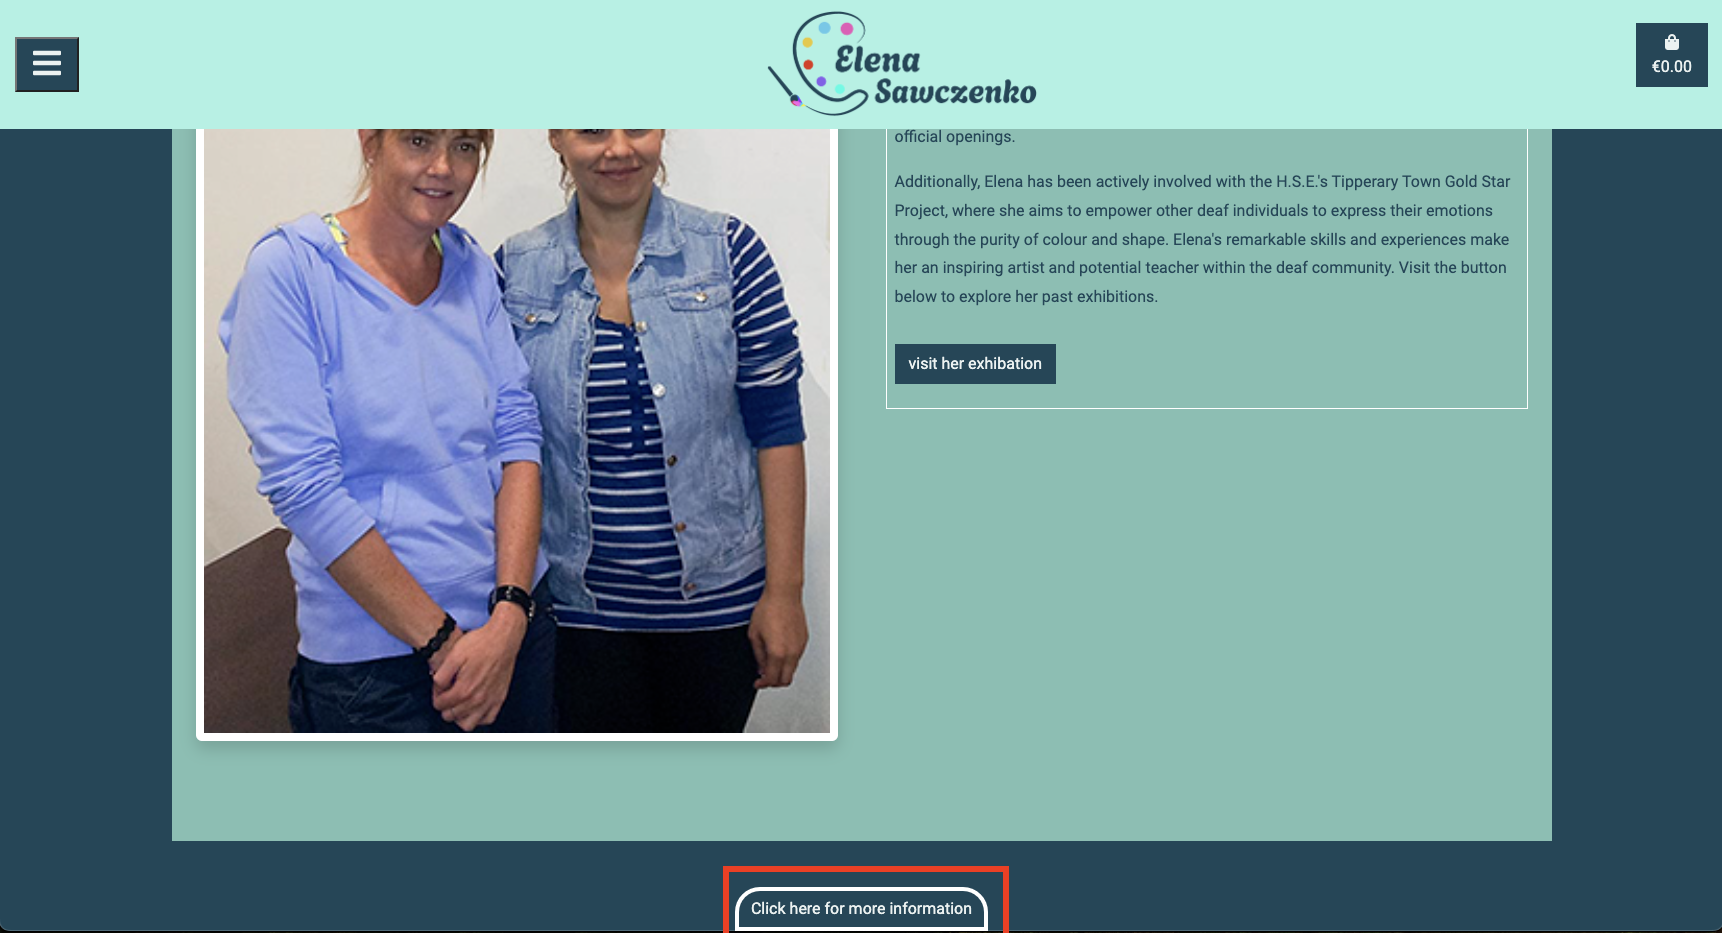 Elena
Sawczenko
€0.00
official openings.
Additionally, Elena has been actively involved with the H.S.E.'s Tipperary Town Gold Star
Project, where she aims to empower other deaf individuals to express their emotions
through the purity of colour and shape. Elena's remarkable skills and experiences make
her an inspiring artist and potential teacher within the deaf community. Visit the button
below to explore her past exhibitions.
visit her exhibation
Click here for more information